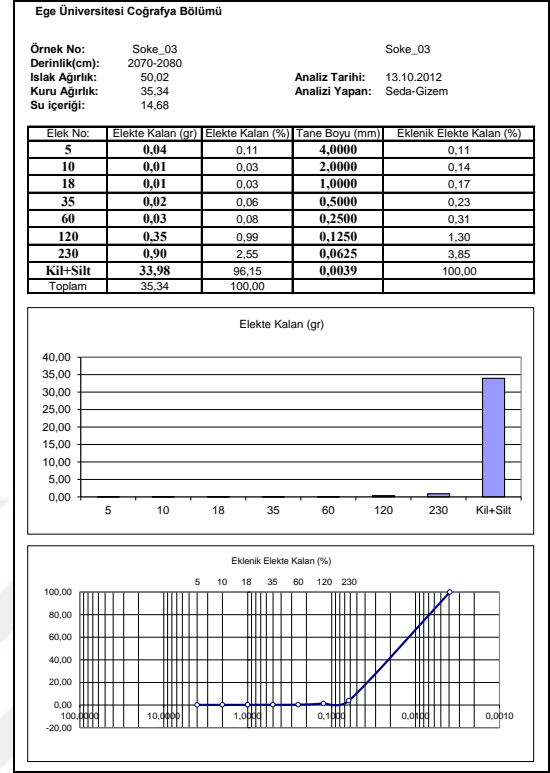 Ege Üniversitesi Coğrafya Bölümü
Örnek No: Soke_03 Soke_03
Derinlik(cm): 2070-2080
Islak Ağırlık: 50,02 Analiz Tarihi: 13.10.2012
Kuru Ağırlık: 35,34 Analizi Yapan: Seda-Gizem
Su içeriği: 14,68
Elek No: Elekte Kalan (gr) Elekte Kalan (%) Tane Boyu (mm) Eklenik Elekte Kalan (%)
5 0,04 0,11 4,0000 0,11
10 0,01 0,03 2,0000 0,14
18 0,01 0,03 1,0000 0,17
35 0,02 0,06 0,5000 0,23
60 0,03 0,08 0,2500 0,31
120 0,35 0,99 0,1250 1,30
230 0,90 2,55 0,0625 3,85
Kil+Silt 33,98 96,15 0,0039 100,00
Toplam 35,34 100,00
Elekte Kalan (gr)
40,00
35,00
30,00
25,00
20,00
15,00
10,00
5,00
0,00
5 10 18 35 60 120 230 Kil+Silt
Eklenik Elekte Kalan (%)
5 10 18 35 60 120 230
100,00
80,00
60,00
40,00
20,00
0,00
100,0000 10,0000 1,0000 0,1000 0,0100 0,0010
-20,00